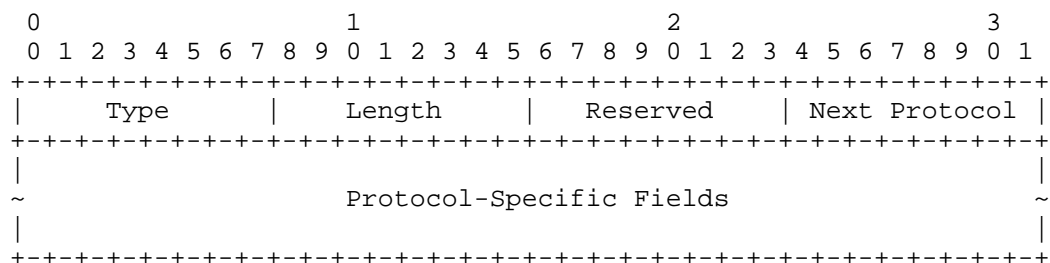 0                   1                   2                   3
 0 1 2 3 4 5 6 7 8 9 0 1 2 3 4 5 6 7 8 9 0 1 2 3 4 5 6 7 8 9 0 1
+-+-+-+-+-+-+-+-+-+-+-+-+-+-+-+-+-+-+-+-+-+-+-+-+-+-+-+-+-+-+-+-+
|     Type      |    Length     |   Reserved    | Next Protocol |
+-+-+-+-+-+-+-+-+-+-+-+-+-+-+-+-+-+-+-+-+-+-+-+-+-+-+-+-+-+-+-+-+
|                                                               |
~                    Protocol-Specific Fields                   ~
|                                                               |
+-+-+-+-+-+-+-+-+-+-+-+-+-+-+-+-+-+-+-+-+-+-+-+-+-+-+-+-+-+-+-+-+